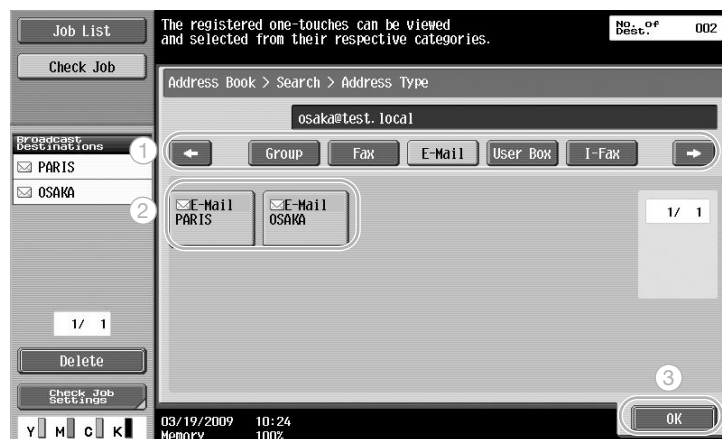 Job List
Check Job
The registered one-touches can be viewed
and selected from their respective categories.
No. of
Dest.
002
Address Book > Search > Address Type
osaka@test.local
Broadcast
Destinations
PARIS
OSAKA
1
Group
Fax
E-Mail
User Box
I-Fax
2
E-Mail
PARIS
E-Mail
OSAKA
1/ 1
1/ 1
Delete
Check Job
Settings
3
OK
Y M C K
03/19/2009 10:24
Memory 100%